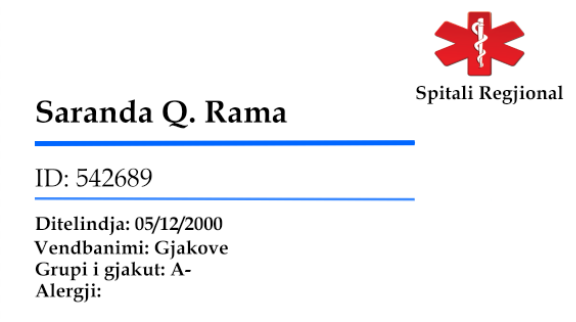 Spitali Regjional
Saranda Q. Rama
ID: 542689
Ditelindja: 05/12/2000
Vendbanimi: Gjakove
Grupi i gjakut: A-
Alergji: